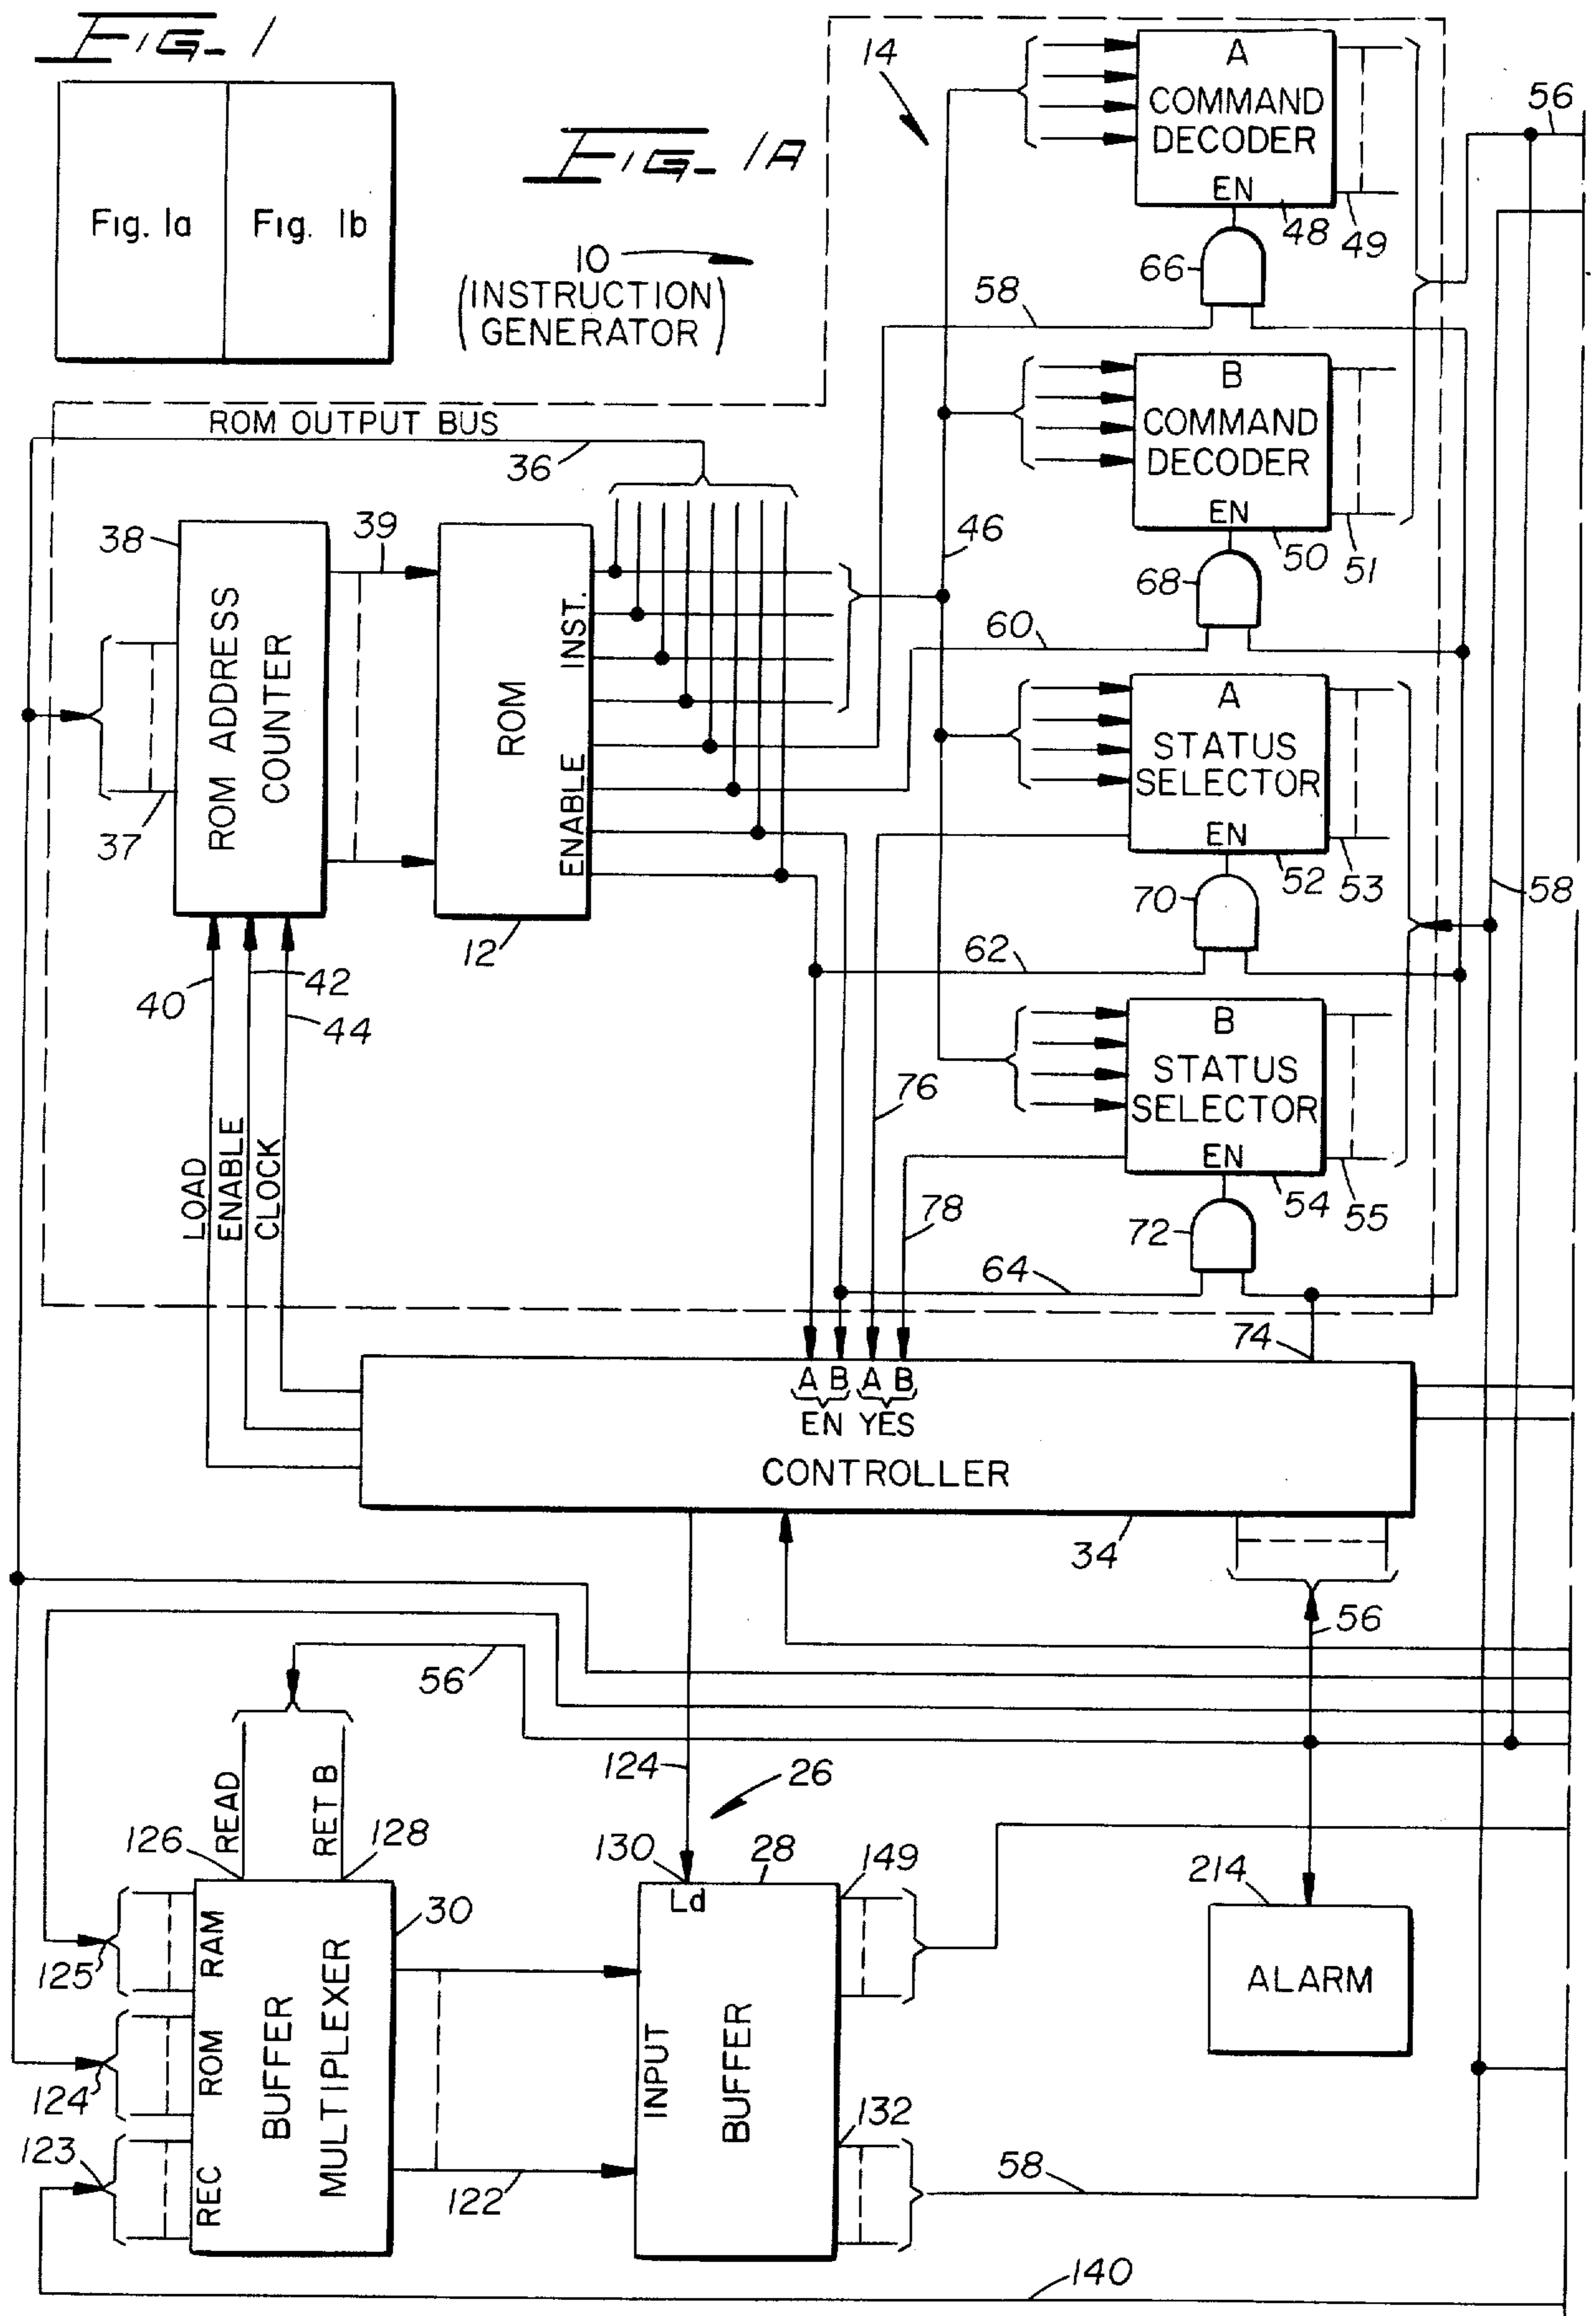 FIG. 1
Fig. 1a
Fig. 1b
FIG. 1A
10
(INSTRUCTION
GENERATOR)
14
A
COMMAND
DECODER
EN
48
49
56
66
58
B
COMMAND
DECODER
EN
50
51
68
ROM OUTPUT BUS
36
38
39
46
60
ROM ADDRESS
COUNTER
37
ROM
INST.
ENABLE
12
A
STATUS
SELECTOR
EN
52
53
58
70
62
40
42
44
B
STATUS
SELECTOR
EN
54
55
76
78
72
64
LOAD
ENABLE
CLOCK
74
A B A B
EN YES
CONTROLLER
34
56
56
124
26
READ
RET B
126
128
130
28
149
214
Ld
30
RAM
ROM
REC
BUFFER
MULTIPLEXER
125
124
123
122
INPUT
BUFFER
132
ALARM
58
140